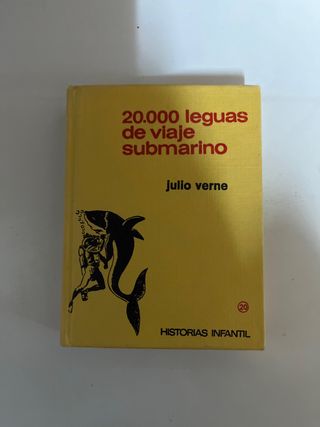 20.000 leguas
de viaje
submarino
julio verne
20
HISTORIAS INFANTIL